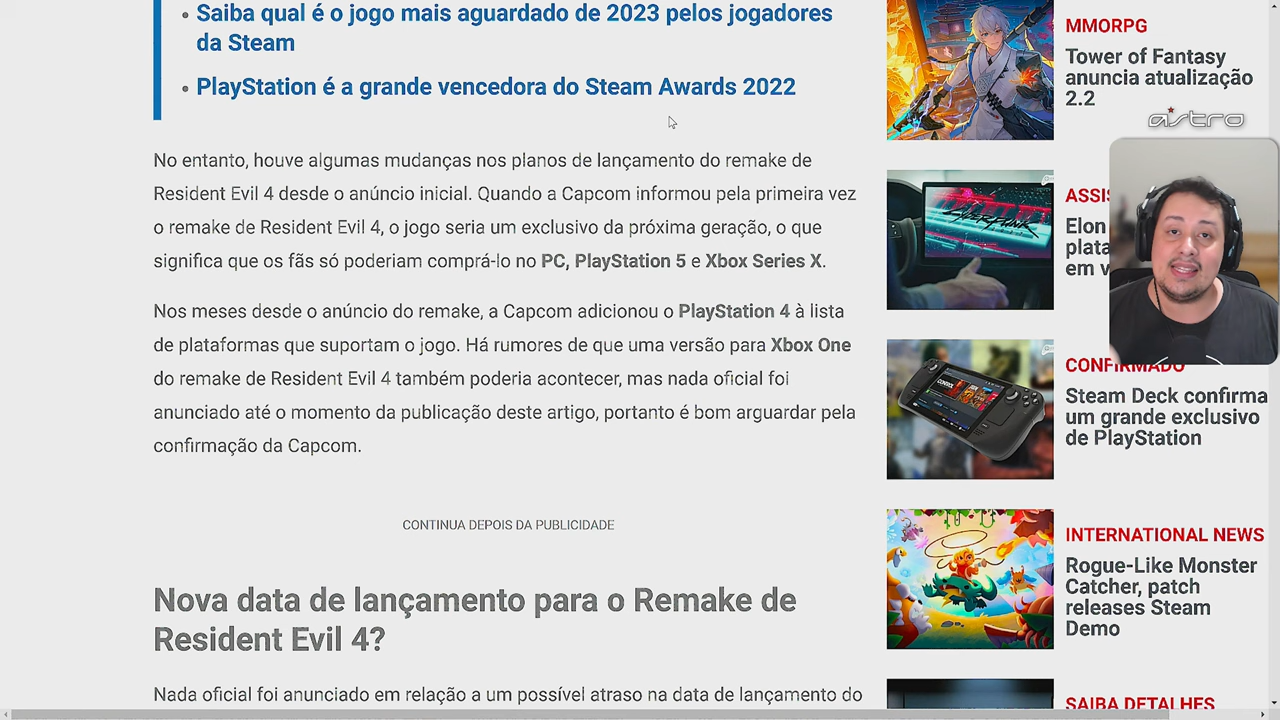 Saiba qual é o jogo mais aguardado de 2023 pelos jogadores
da Steam
PlayStation é a grande vencedora do Steam Awards 2022
No entanto, houve algumas mudanças nos planos de lançamento do remake de
Resident Evil 4 desde o anúncio inicial. Quando a Capcom informou pela primeira vez
o remake de Resident Evil 4, o jogo seria um exclusivo da próxima geração, o que
significa que os fãs só poderiam comprá-lo no PC, PlayStation 5 e Xbox Series X.
Nos meses desde o anúncio do remake, a Capcom adicionou o PlayStation 4 à lista
de plataformas que suportam o jogo. Há rumores de que uma versão para Xbox One
do remake de Resident Evil 4 também poderia acontecer, mas nada oficial foi
anunciado até o momento da publicação deste artigo, portanto é bom arguardar pela
confirmação da Capcom.
CONTINUA DEPOIS DA PUBLICIDADE
Nova data de lançamento para o Remake de
Resident Evil 4?
Nada oficial foi anunciado em relação a um possível atraso na data de lançamento do
MMORPG
Tower of Fantasy
anuncia atualização
2.2
astro
Elon
em
CYBERPUNK
CONFIRMADO
Steam Deck confirma
um grande exclusivo
de PlayStation
CONTROL
INTERNATIONAL NEWS
Rogue-Like Monster
Catcher, patch
releases Steam
Demo
SAIBA DETALHES